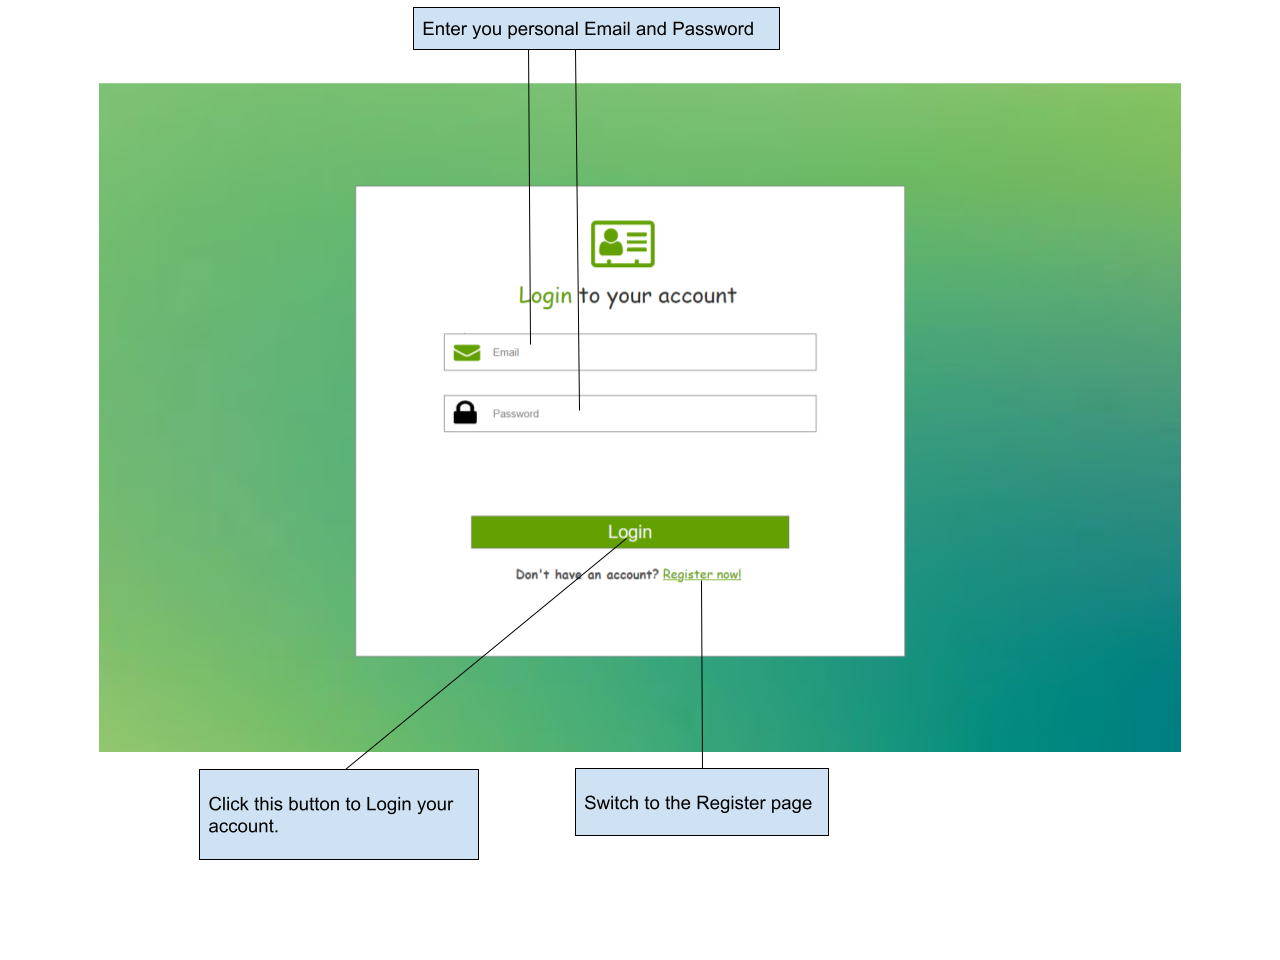 Enter you personal Email and Password
Login to your account
Email
Password
Login
Don't have an account? Register now!
Click this button to Login your
account.
Switch to the Register page